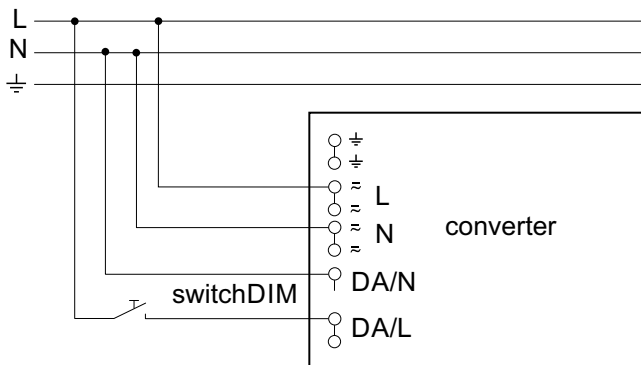 L
N
L
N
converter
DA/N
switchDIM
DA/L